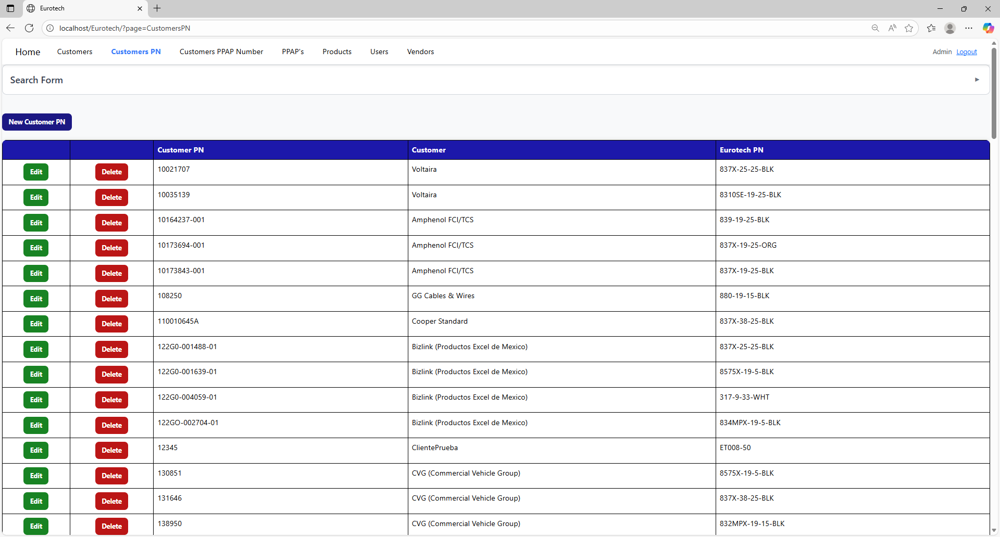 Eurotech
localhost/Eurotech/?page=CustomersPN
Home Customers Customers PN Customers PPAP Number PPAP's Products Users Vendors Admin Logout
Search Form
New Customer PN
Customer PN Customer Eurotech PN
Edit Delete 10021707 Voltaira 837X-25-25-BLK
Edit Delete 10035139 Voltaira 8310SE-19-25-BLK
Edit Delete 10164237-001 Amphenol FCI/TCS 839-19-25-BLK
Edit Delete 10173694-001 Amphenol FCI/TCS 837X-19-25-ORG
Edit Delete 10173843-001 Amphenol FCI/TCS 837X-19-25-BLK
Edit Delete 108250 GG Cables & Wires 880-19-15-BLK
Edit Delete 110010645A Cooper Standard 837X-38-25-BLK
Edit Delete 122G0-001488-01 Bizlink (Productos Excel de Mexico) 837X-25-25-BLK
Edit Delete 122G0-001639-01 Bizlink (Productos Excel de Mexico) 8575X-19-5-BLK
Edit Delete 122G0-004059-01 Bizlink (Productos Excel de Mexico) 317-9-33-WHT
Edit Delete 122GO-002704-01 Bizlink (Productos Excel de Mexico) 834MPX-19-5-BLK
Edit Delete 12345 ClientePrueba ET008-50
Edit Delete 130851 CVG (Commercial Vehicle Group) 8575X-19-5-BLK
Edit Delete 131646 CVG (Commercial Vehicle Group) 837X-38-25-BLK
Edit Delete 138950 CVG (Commercial Vehicle Group) 832MPX-19-15-BLK